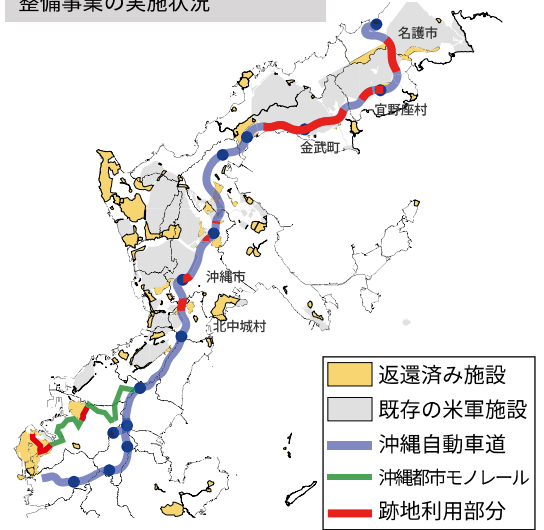 整備事業の実施状況
名護市
宜野座村
金武町
沖縄市
北中城村
返還済み施設
既存の米軍施設
沖縄自動車道
沖縄都市モノレール
跡地利用部分